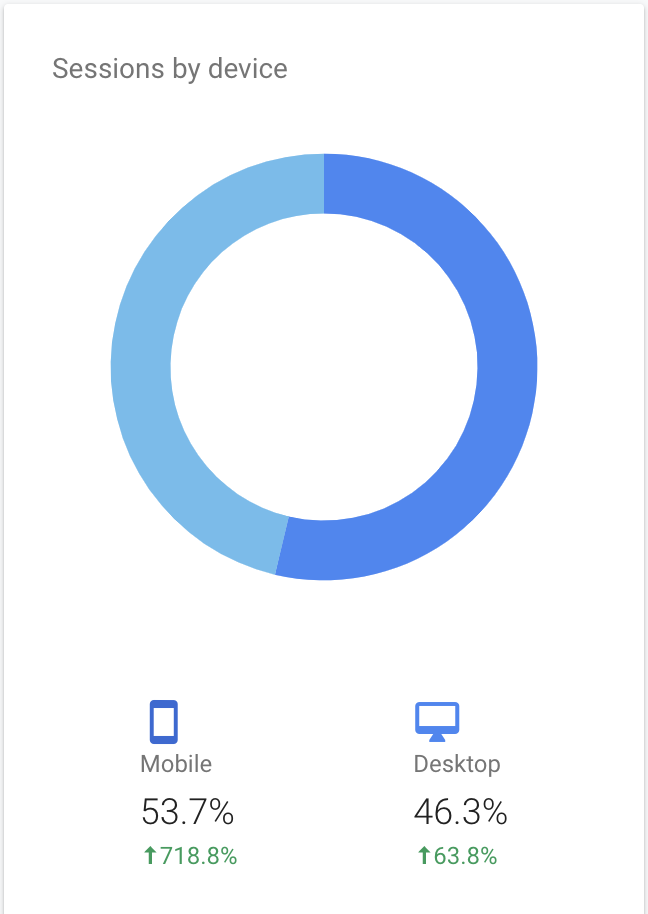 Sessions by device
Mobile
Desktop
53.7%
46.3%
↑718.8%
↑63.8%